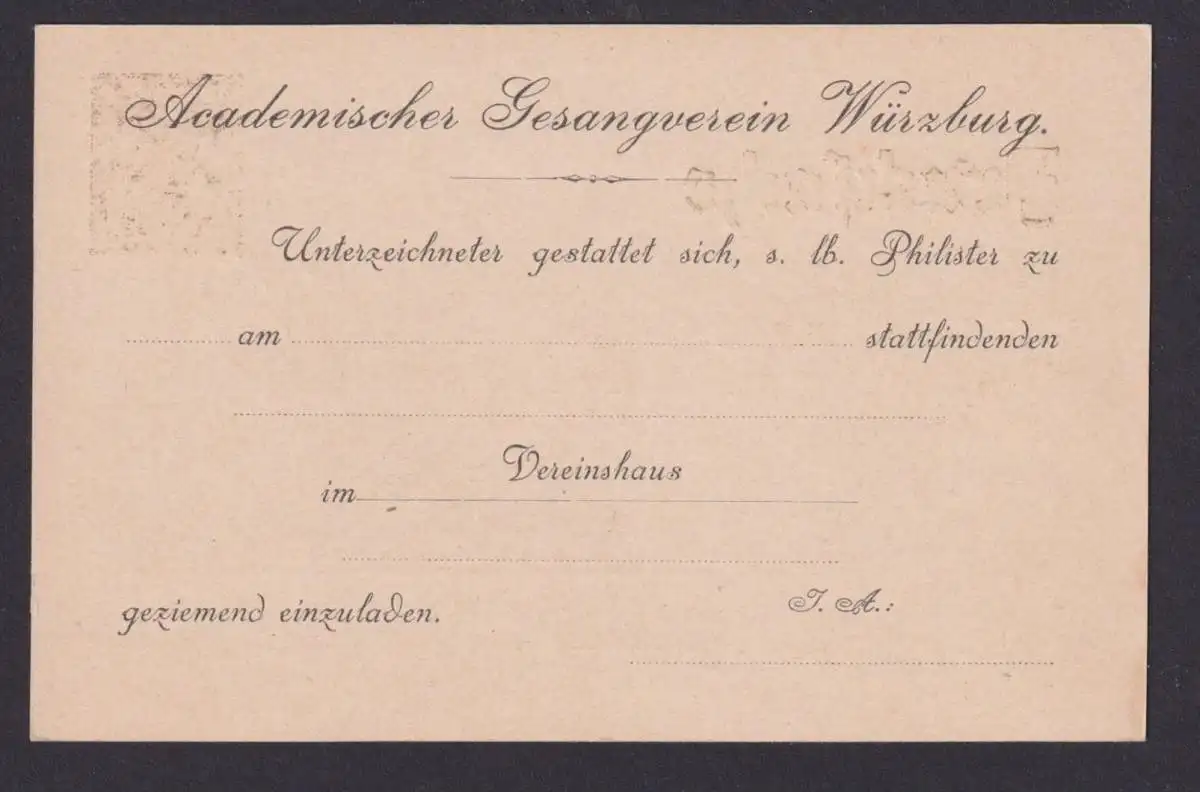 Academischer Gesangverein Würzburg.
Unterzeichneter gestattet sich, s. lb. Philister zu
am stattfindenden
Vereinshaus
im
geziemend einzuladen. J. A.: